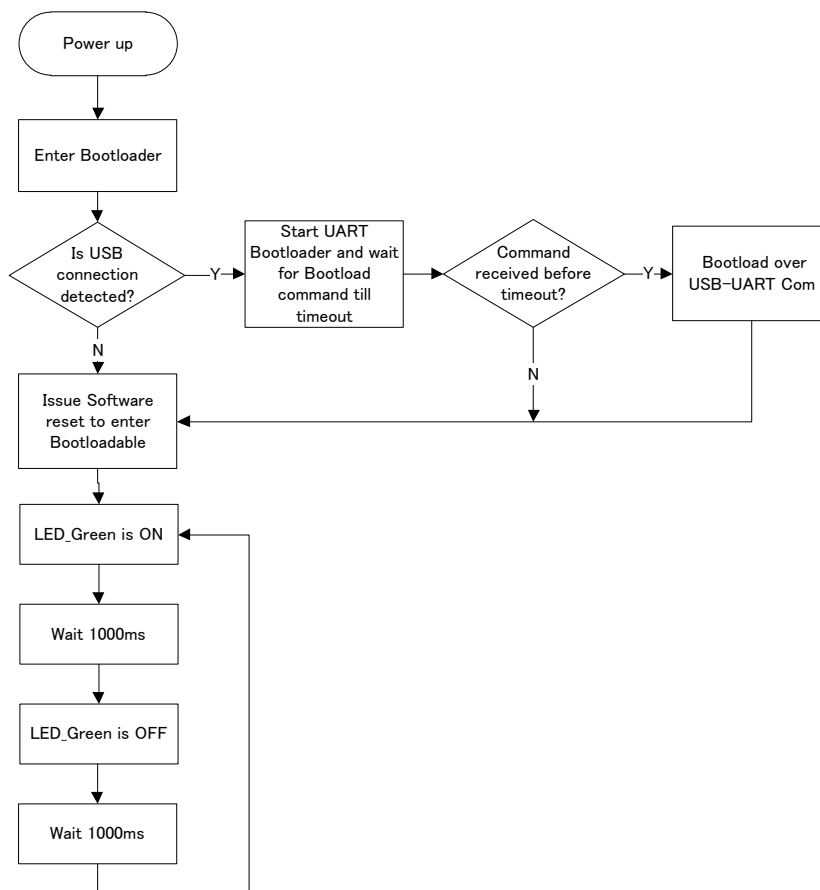 Power up
Enter Bootloader
Is USB
connection
detected?
Y
Start UART
Bootloader and wait
for Bootload
command till
timeout
Command
received before
timeout?
Y
Bootload over
USB-UART Com
N
N
Issue Software
reset to enter
Bootloadable
LED_Green is ON
Wait 1000ms
LED_Green is OFF
Wait 1000ms